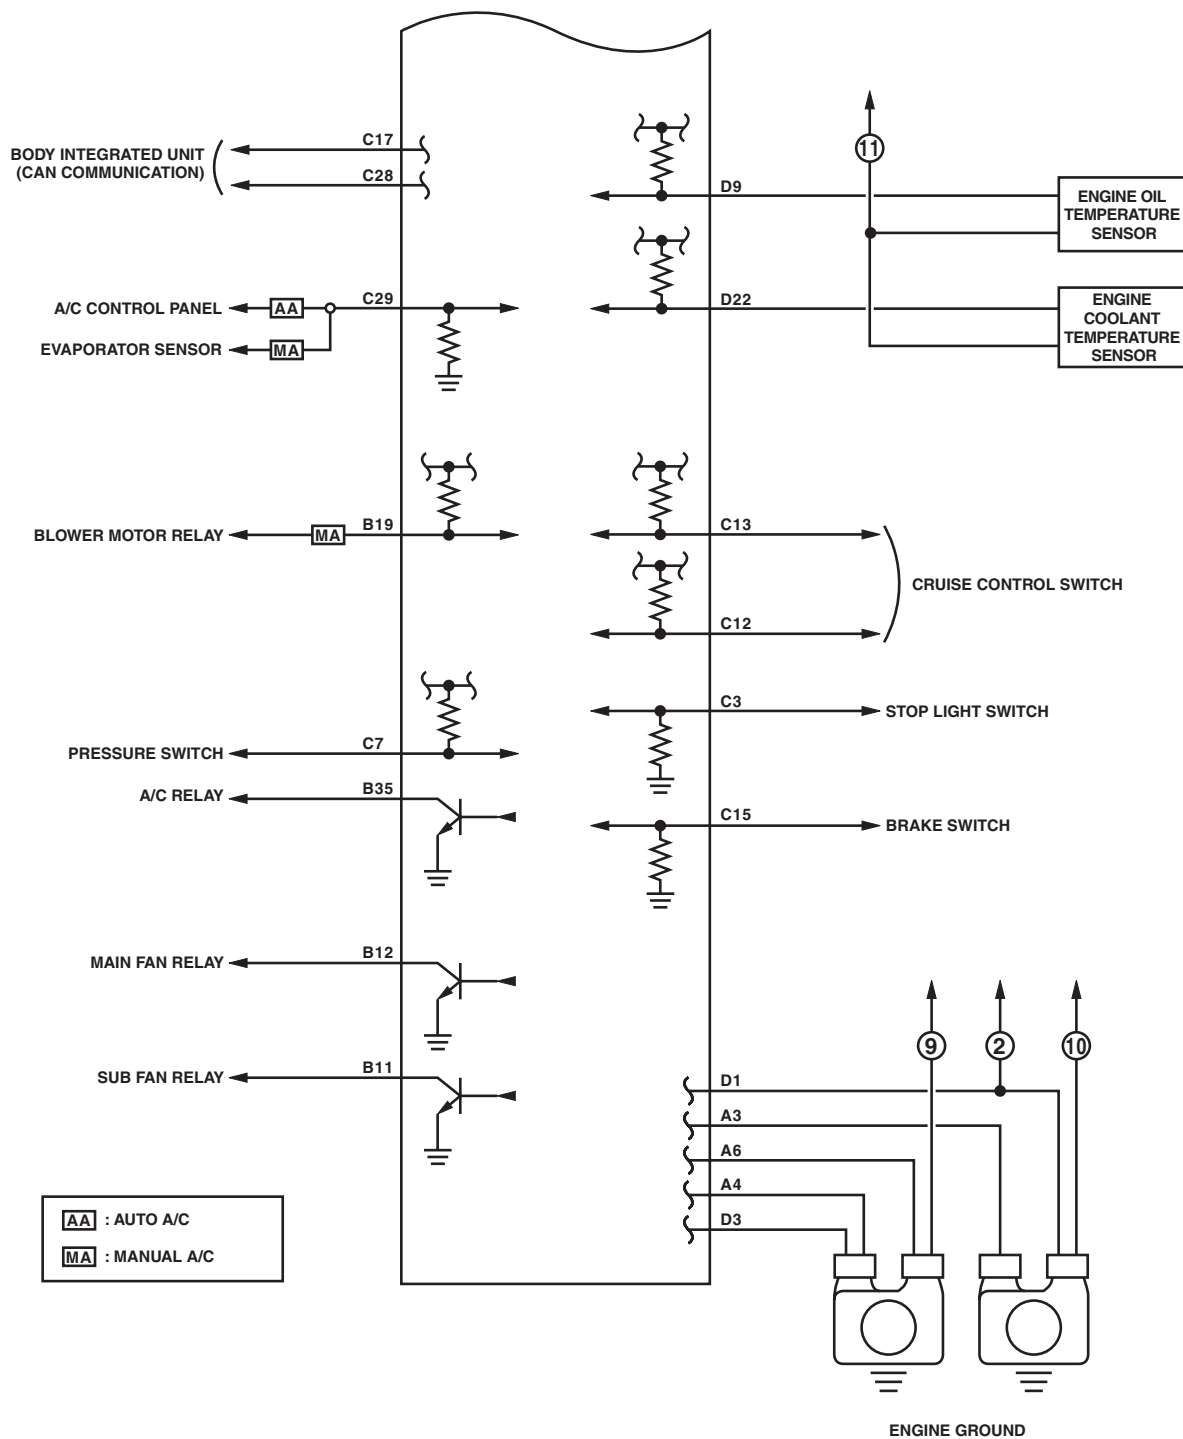 BODY INTEGRATED UNIT
(CAN COMMUNICATION)
C17
C28
A/C CONTROL PANEL
AA
C29
EVAPORATOR SENSOR
MA
BLOWER MOTOR RELAY
MA
B19
PRESSURE SWITCH
C7
A/C RELAY
B35
MAIN FAN RELAY
B12
SUB FAN RELAY
B11
AA : AUTO A/C
MA : MANUAL A/C
11
D9
ENGINE OIL
TEMPERATURE
SENSOR
D22
ENGINE
COOLANT
TEMPERATURE
SENSOR
C13
C12
CRUISE CONTROL SWITCH
C3
STOP LIGHT SWITCH
C15
BRAKE SWITCH
9
2
10
D1
A3
A6
A4
D3
ENGINE GROUND